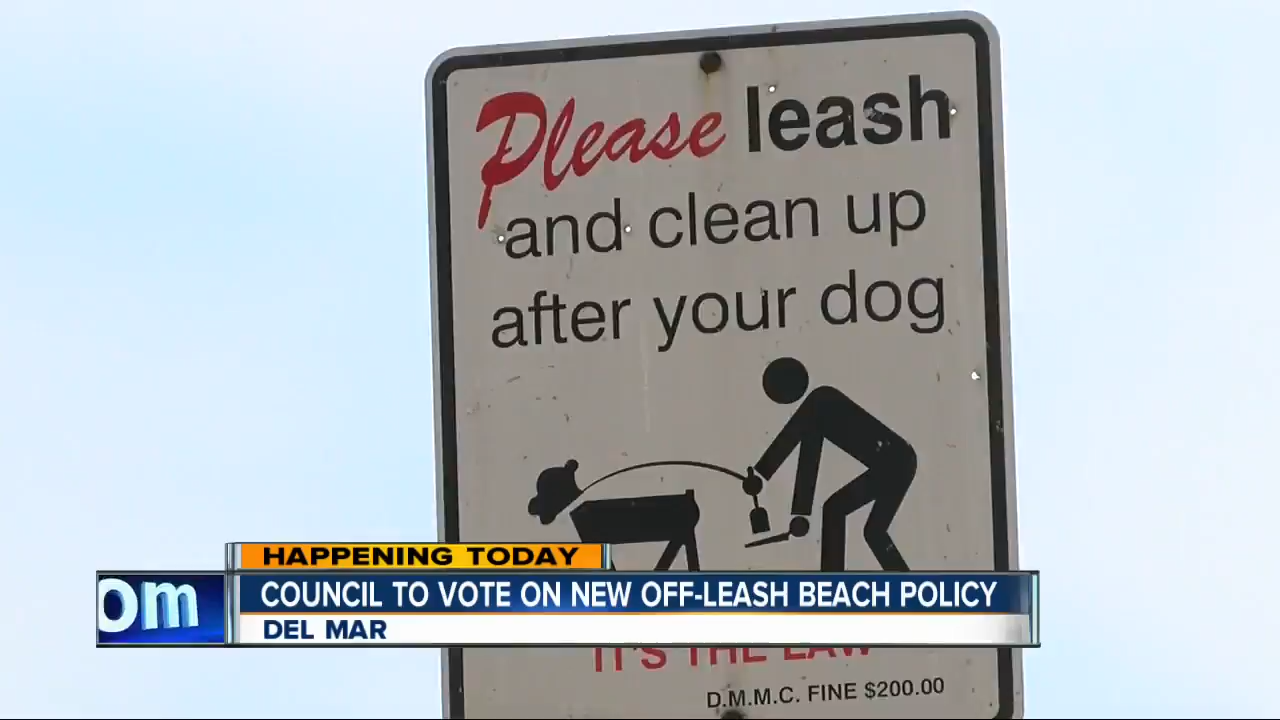 Please leash
and clean up
after your dog
HAPPENING TODAY
om
COUNCIL TO VOTE ON NEW OFF-LEASH BEACH POLICY
DEL MAR
IT'S THE LAW
D.M.M.C. FINE $200.00